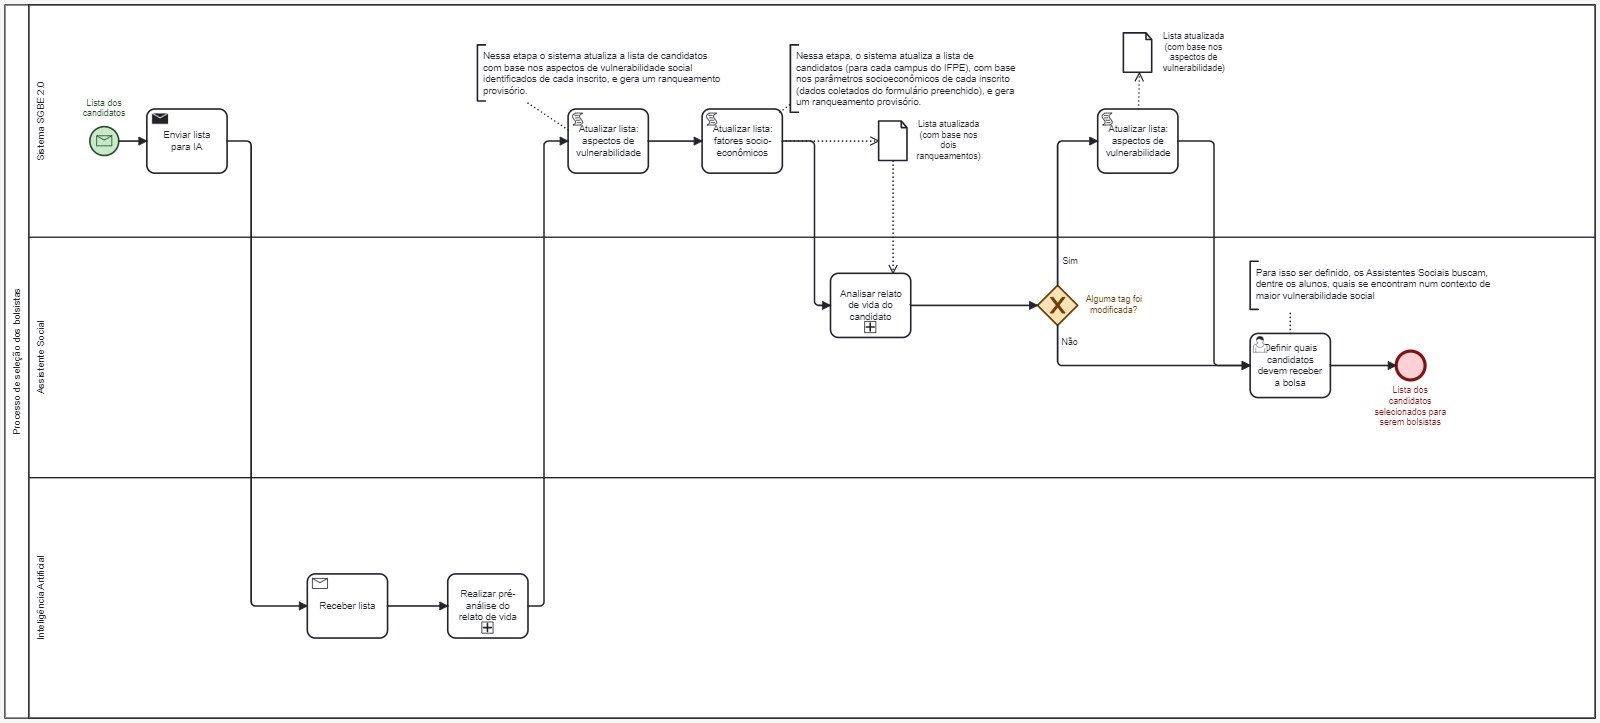 Processo de seleção dos bolsistas
Sistema SGBE 2.0
Lista dos
candidatos
Enviar lista
para IA
Nessa etapa o sistema atualiza a lista de candidatos
com base nos aspectos de vulnerabilidade social
identificados de cada inscrito, e gera um ranqueamento
provisório.
Atualizar lista:
aspectos de
vulnerabilidade
Nessa etapa, o sistema atualiza a lista de
candidatos (para cada campus do IFPE), com base
nos parâmetros socioeconômicos de cada inscrito
(dados coletados do formulário preenchido), e gera
um ranqueamento provisório.
Atualizar lista:
fatores socio-
econômicos
Lista atualizada
(com base nos
dois
ranqueamentos)
Lista atualizada
(com base nos
aspectos de
vulnerabilidade)
Atualizar lista:
aspectos de
vulnerabilidade
Assistente Social
Analisar relato
de vida do
candidato
Sim
Alguma tag foi
modificada?
Não
Para isso ser definido, os Assistentes Sociais buscam,
dentre os alunos, quais se encontram num contexto de
maior vulnerabilidade social
Definir quais
candidatos
devem receber
a bolsa
Lista dos
candidatos
selecionados para
serem bolsistas
Inteligência Artificial
Receber lista
Realizar pré-
análise do
relato de vida